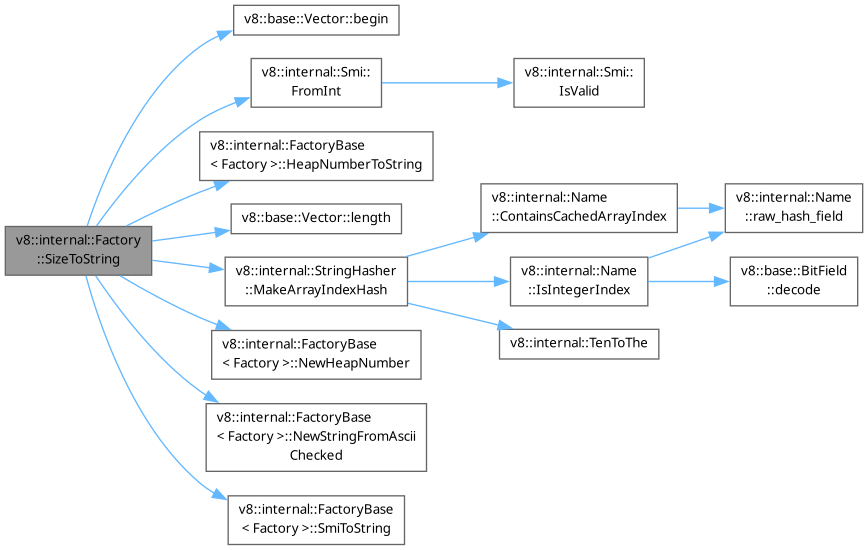 v8::base::Vector::begin
v8::internal::Smi::
FromInt
v8::internal::Smi::
IsValid
v8::internal::FactoryBase
< Factory >::HeapNumberToString
v8::internal::Name
::ContainsCachedArrayIndex
v8::internal::Name
::raw_hash_field
v8::base::Vector::length
v8::internal::Factory
::SizeToString
v8::internal::StringHasher
::MakeArrayIndexHash
v8::internal::Name
::IsIntegerIndex
v8::base::BitField
::decode
v8::internal::FactoryBase
< Factory >::NewHeapNumber
v8::internal::TenToThe
v8::internal::FactoryBase
< Factory >::NewStringFromAscii
Checked
v8::internal::FactoryBase
< Factory >::SmiToString